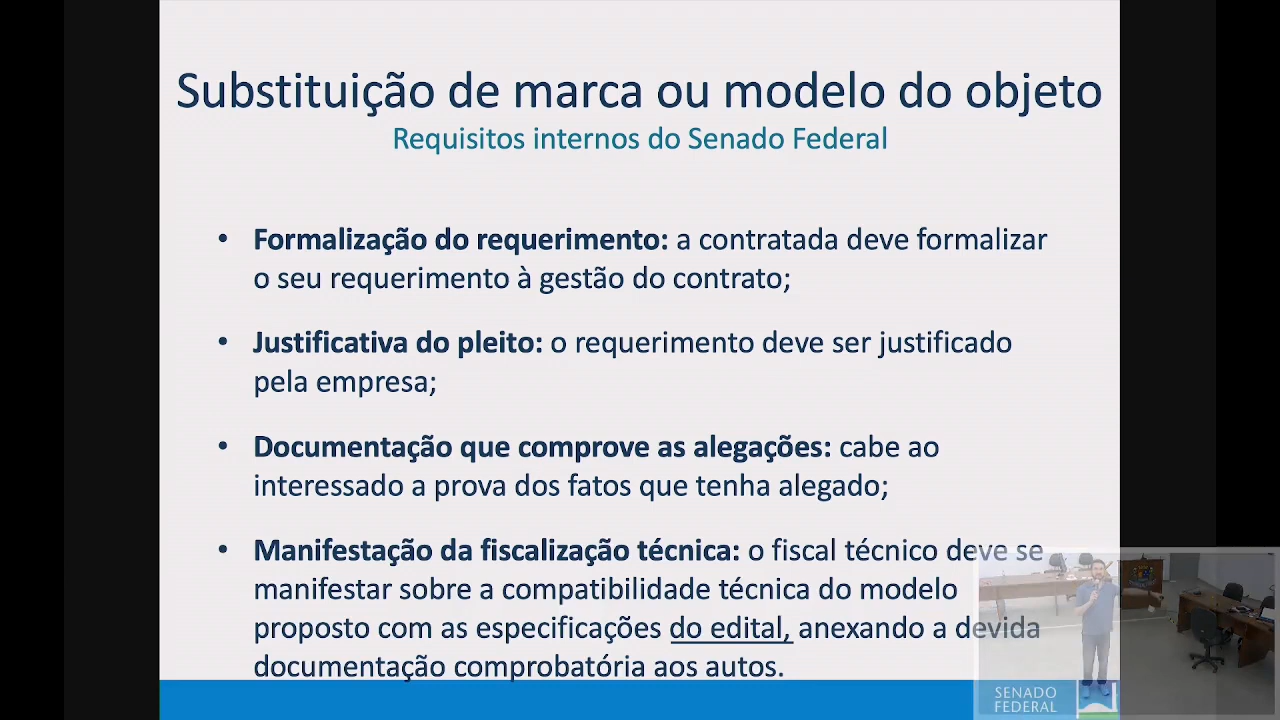 Substituição de marca ou modelo do objeto
Requisitos internos do Senado Federal
• Formalização do requerimento: a contratada deve formalizar
o seu requerimento à gestão do contrato;
• Justificativa do pleito: o requerimento deve ser justificado
pela empresa;
• Documentação que comprove as alegações: cabe ao
interessado a prova dos fatos que tenha alegado;
• Manifestação da fiscalização técnica: o fiscal técnico deve se
manifestar sobre a compatibilidade técnica do modelo
proposto com as especificações do edital, anexando a devida
documentação comprobatória aos autos.
SENADO
FEDERAL